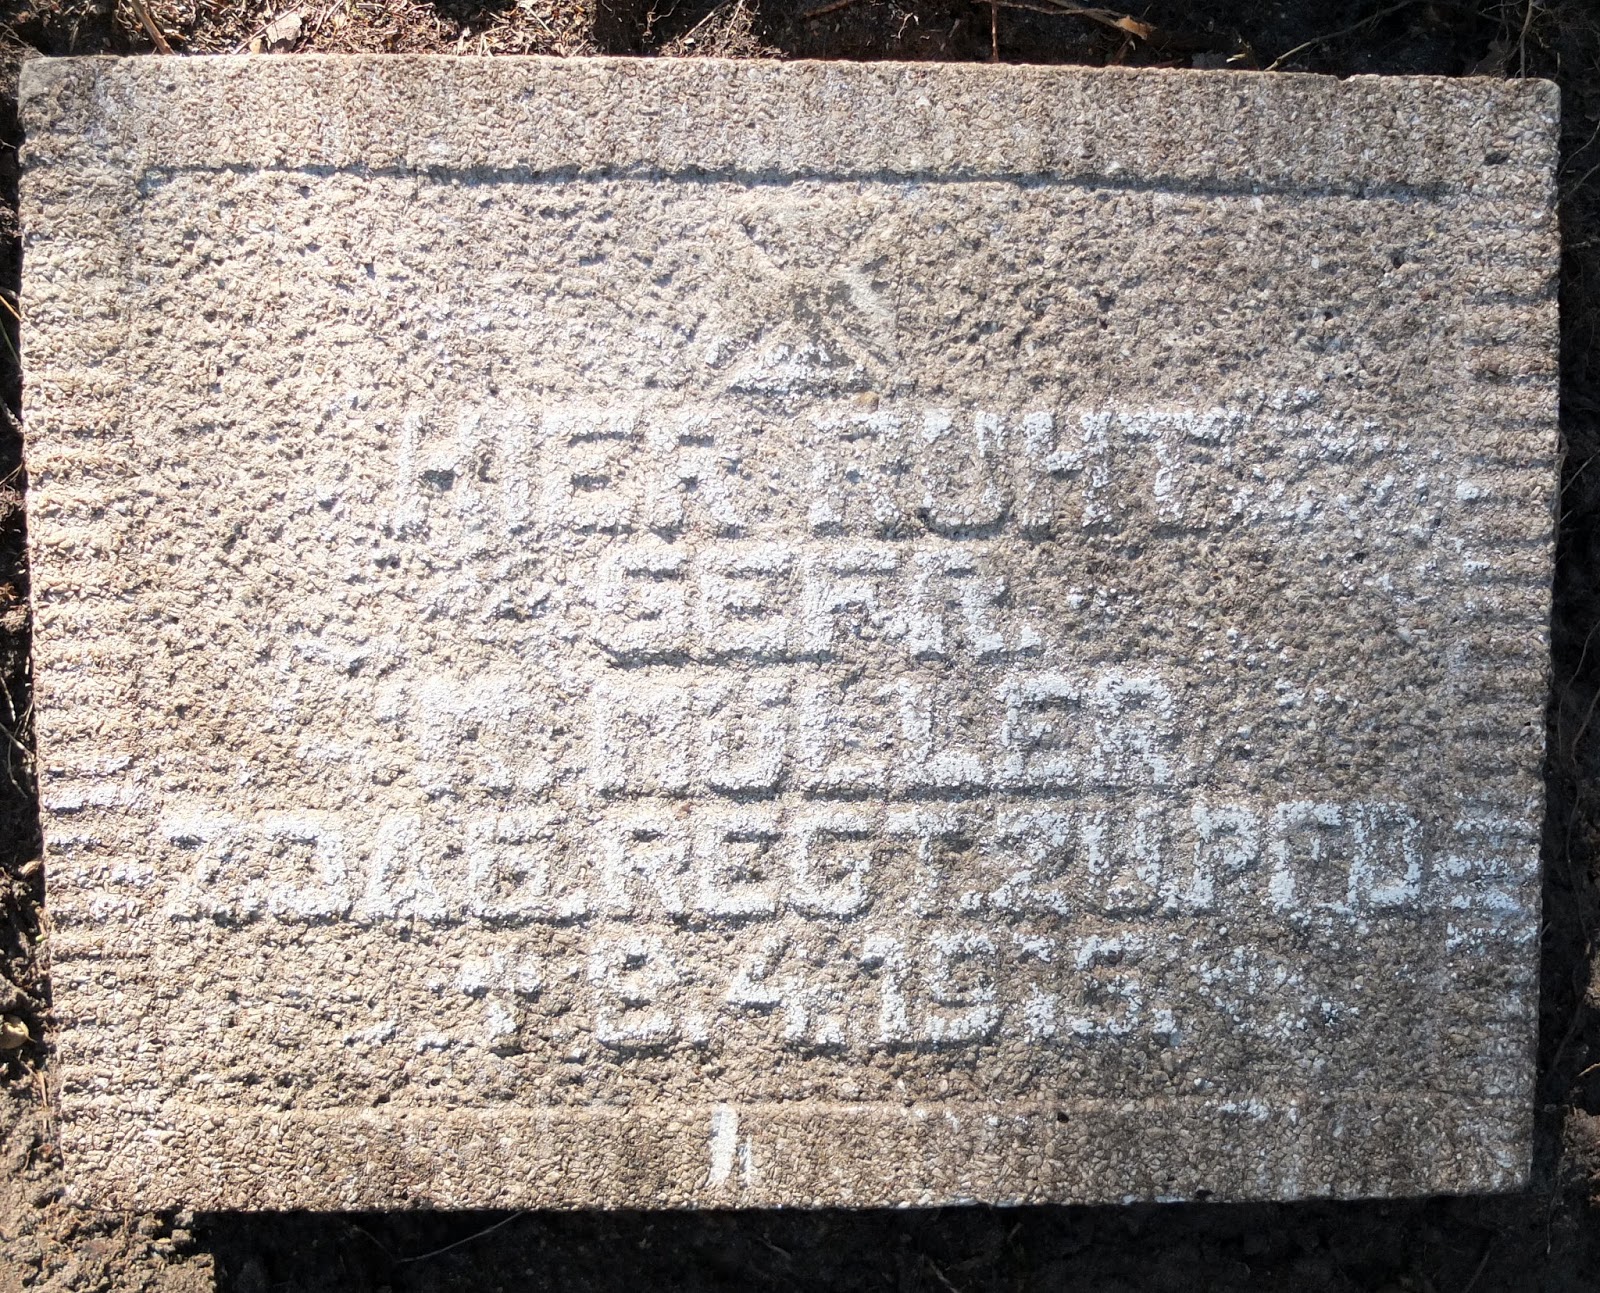 HIER RUHT
GEFR.
K. MÜLLER
7. JÄG. REGT. ZU PFD.
† 8. 4. 1915.